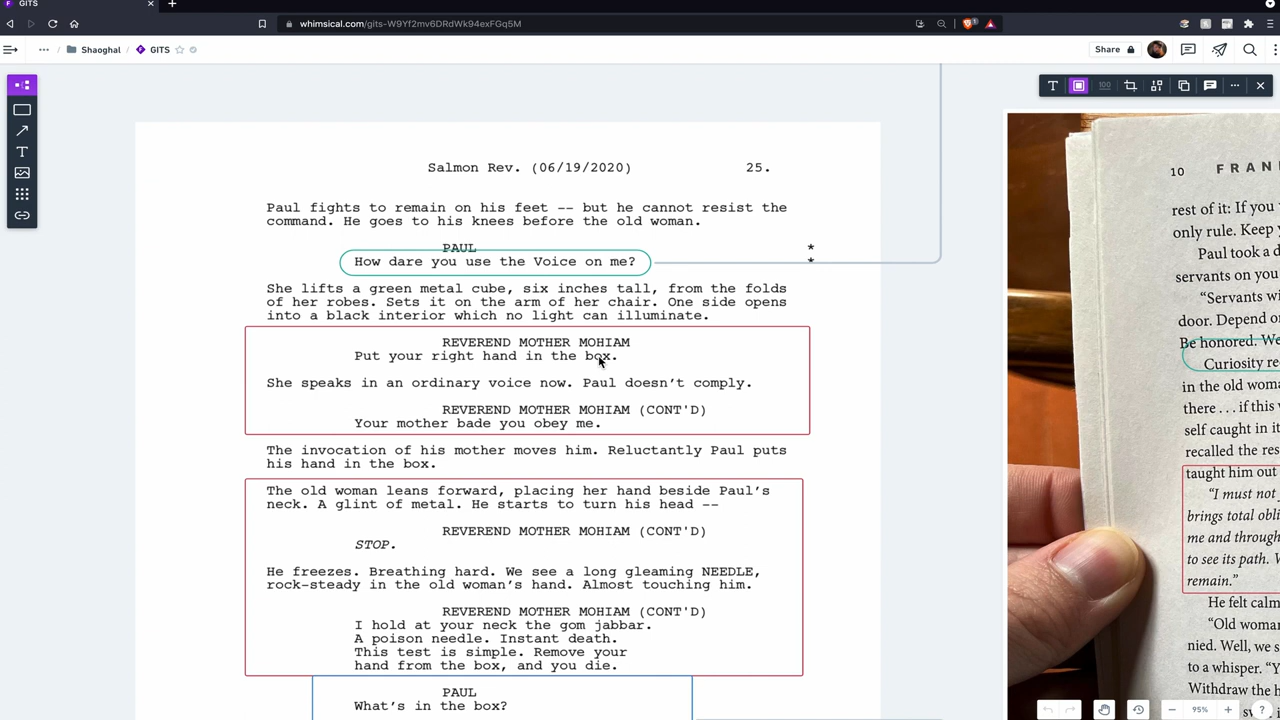 GITS
whimsical.com/gits-W9Yf2mv6DRdWk94exFGq5M
Shaoghal
GITS
Share
100
Salmon Rev. (06/19/2020)
25.
Paul fights to remain on his feet -- but he cannot resist the
command. He goes to his knees before the old woman.
PAUL *
How dare you use the Voice on me? *
She lifts a green metal cube, six inches tall, from the folds
of her robes. Sets it on the arm of her chair. One side opens
into a black interior which no light can illuminate.
REVEREND MOTHER MOHIAM
Put your right hand in the box.
She speaks in an ordinary voice now. Paul doesn't comply.
REVEREND MOTHER MOHIAM (CONT'D)
Your mother bade you obey me.
The invocation of his mother moves him. Reluctantly Paul puts
his hand in the box.
The old woman leans forward, placing her hand beside Paul's
neck. A glint of metal. He starts to turn his head --
REVEREND MOTHER MOHIAM (CONT'D)
STOP.
He freezes. Breathing hard. We see a long gleaming NEEDLE,
rock-steady in the old woman's hand. Almost touching him.
REVEREND MOTHER MOHIAM (CONT'D)
I hold at your neck the gom jabbar.
A poison needle. Instant death.
This test is simple. Remove your
hand from the box, and you die.
PAUL
What's in the box?
10 FRAN
rest of it: If you
only rule. Keep y
Paul took a d
servants on you
"Servants wi
door. Depend on
Be honored. We
Curiosity re
in the old woma
there . . . if this
self caught in it
recalled the res
taught him out
"I must not
brings total obli
me and through
to see its path. W
remain."
He felt calm
"Old woman
nied. Well, we s
to a whisper. "Y
Withdraw the h
95%